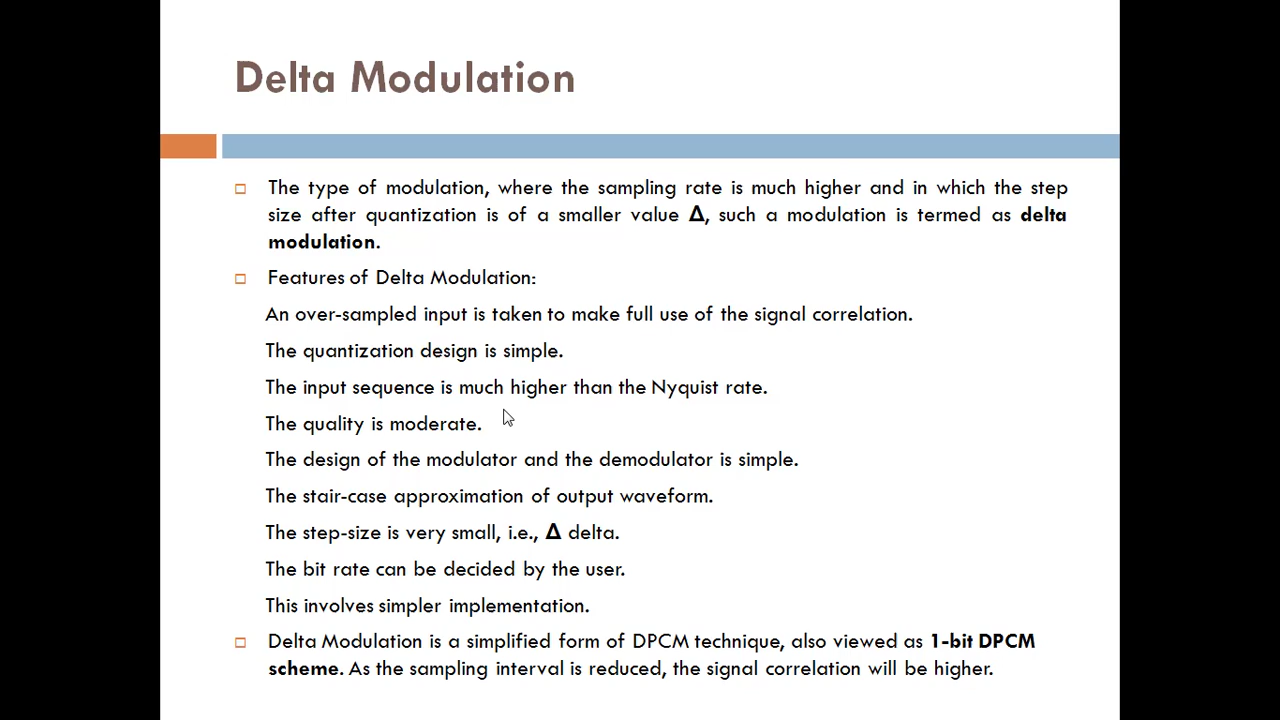 Delta Modulation
The type of modulation, where the sampling rate is much higher and in which the step
size after quantization is of a smaller value Δ, such a modulation is termed as delta
modulation.
Features of Delta Modulation:
An over-sampled input is taken to make full use of the signal correlation.
The quantization design is simple.
The input sequence is much higher than the Nyquist rate.
The quality is moderate.
The design of the modulator and the demodulator is simple.
The stair-case approximation of output waveform.
The step-size is very small, i.e., Δ delta.
The bit rate can be decided by the user.
This involves simpler implementation.
Delta Modulation is a simplified form of DPCM technique, also viewed as 1-bit DPCM
scheme. As the sampling interval is reduced, the signal correlation will be higher.